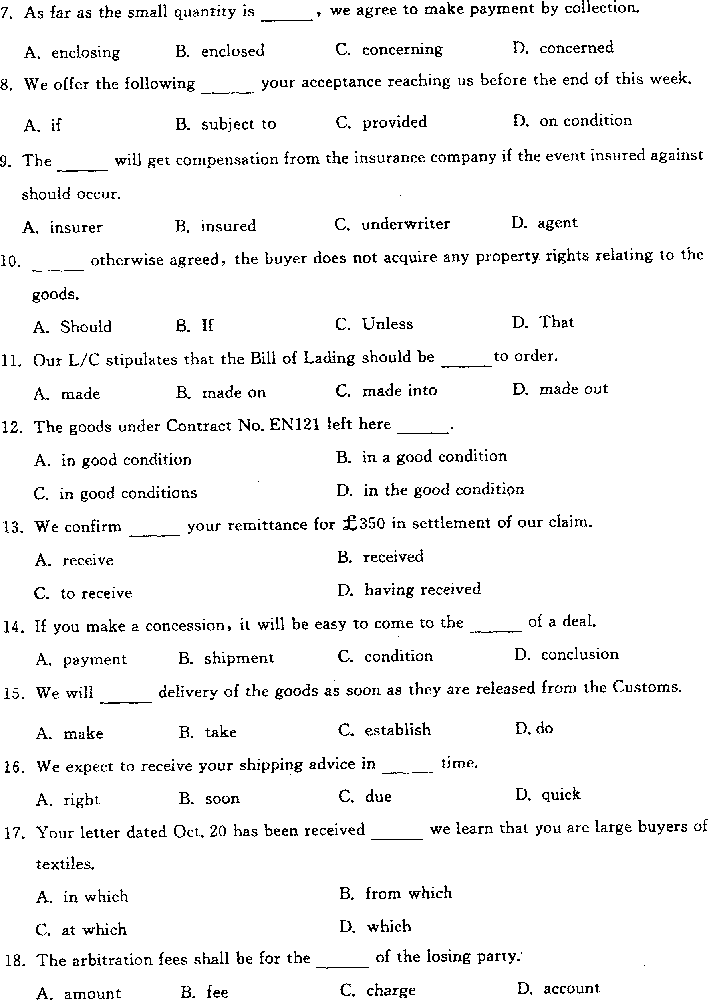 7. As far as the small quantity is ______, we agree to make payment by collection.
A. enclosing B. enclosed C. concerning D. concerned
8. We offer the following ______ your acceptance reaching us before the end of this week.
A. if B. subject to C. provided D. on condition
9. The ______ will get compensation from the insurance company if the event insured against
should occur.
A. insurer B. insured C. underwriter D. agent
10. ______ otherwise agreed, the buyer does not acquire any property rights relating to the
goods.
A. Should B. If C. Unless D. That
11. Our L/C stipulates that the Bill of Lading should be ______ to order.
A. made B. made on C. made into D. made out
12. The goods under Contract No. EN121 left here ______.
A. in good condition B. in a good condition
C. in good conditions D. in the good condition
13. We confirm ______ your remittance for £350 in settlement of our claim.
A. receive B. received
C. to receive D. having received
14. If you make a concession, it will be easy to come to the ______ of a deal.
A. payment B. shipment C. condition D. conclusion
15. We will ______ delivery of the goods as soon as they are released from the Customs.
A. make B. take C. establish D. do
16. We expect to receive your shipping advice in ______ time.
A. right B. soon C. due D. quick
17. Your letter dated Oct. 20 has been received ______ we learn that you are large buyers of
textiles.
A. in which B. from which
C. at which D. which
18. The arbitration fees shall be for the ______ of the losing party.
A. amount B. fee C. charge D. account